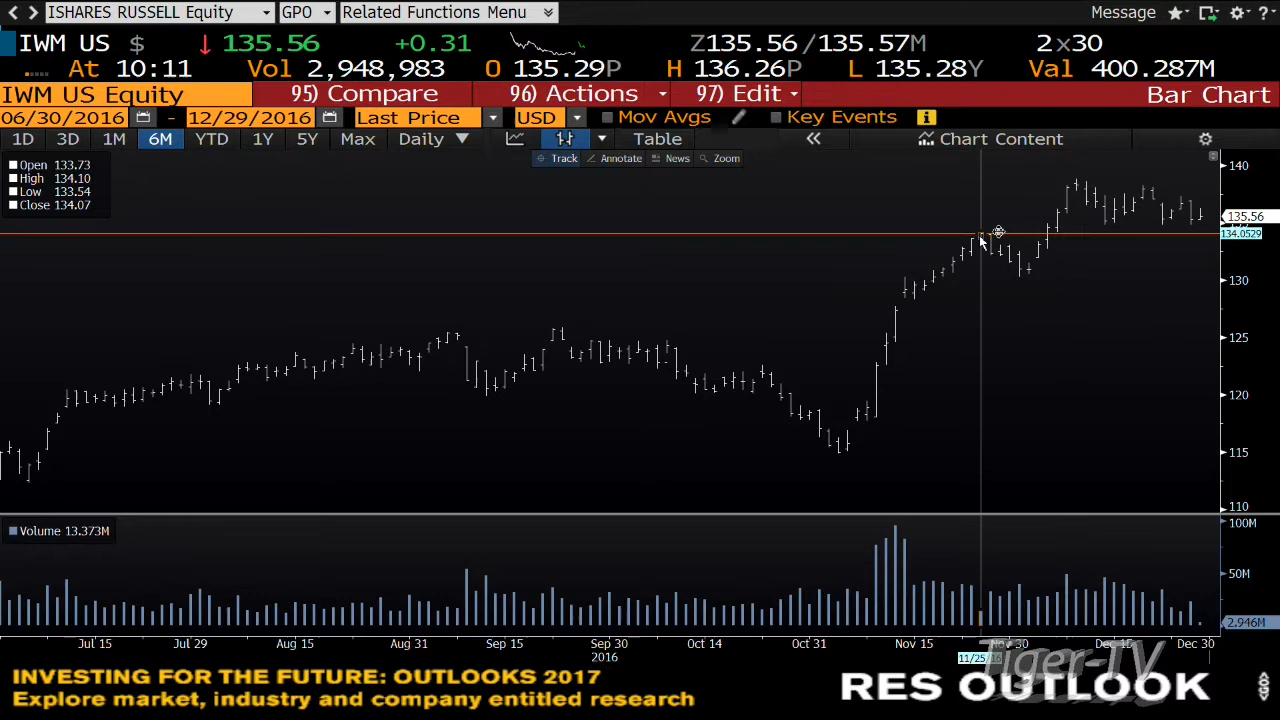 ISHARES RUSSELL Equity GPO Related Functions Menu Message ?
IWM US $ ↓ 135.56 +0.31 Z135.56/135.57M 2x30
At 10:11 Vol 2,948,983 O 135.29P H 136.26P L 135.28Y Val 400.287M
IWM US Equity 95) Compare 96) Actions 97) Edit Bar Chart
06/30/2016 - 12/29/2016 Last Price USD Mov Avgs Key Events i
1D 3D 1M 6M YTD 1Y 5Y Max Daily Table « Chart Content
Track Annotate News Zoom
Open 133.73
High 134.10
Low 133.54
Close 134.07
140
135.56
134.0529
130
125
120
115
110
Volume 13.373M
100M
50M
2.946M
Jul 15 Jul 29 Aug 15 Aug 31 Sep 15 Sep 30 Oct 14 Oct 31 Nov 15 Nov 30 Dec 15 Dec 30
2016
Tiger-TV
INVESTING FOR THE FUTURE: OUTLOOKS 2017
Explore market, industry and company entitled research
RES OUTLOOK